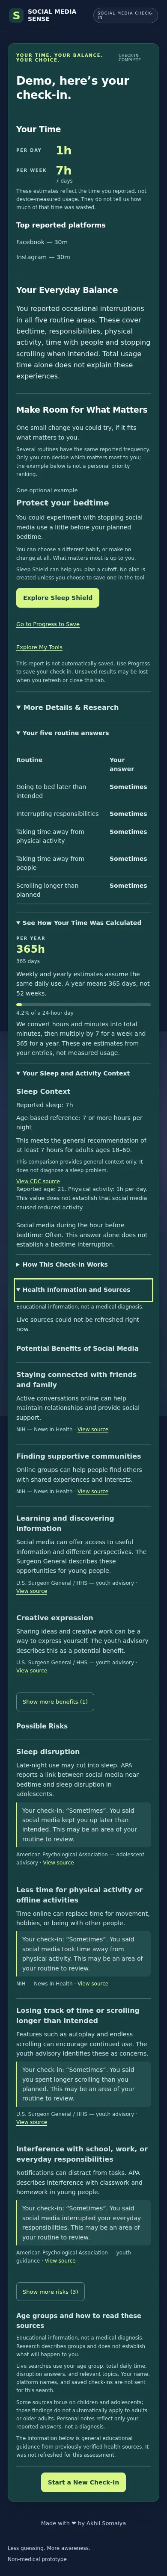 S
SOCIAL MEDIA
SENSE
SOCIAL MEDIA CHECK-
IN
YOUR TIME. YOUR BALANCE.
YOUR CHOICE.
CHECK-IN
COMPLETE
Demo, here's your
check-in.
Your Time
PER DAY 1h
PER WEEK 7h
7 days
These estimates reflect the time you reported, not
device-measured usage. They do not tell us how
much of that time was wasted.
Top reported platforms
Facebook — 30m
Instagram — 30m
Your Everyday Balance
You reported occasional interruptions
in all five routine areas. These cover
bedtime, responsibilities, physical
activity, time with people and stopping
scrolling when intended. Total usage
time alone does not explain these
experiences.
Make Room for What Matters
One small change you could try, if it fits
what matters to you.
Several routines have the same reported frequency.
Only you can decide which matters most to you;
the example below is not a personal priority
ranking.
One optional example
Protect your bedtime
You could experiment with stopping social
media use a little before your planned
bedtime.
You can choose a different habit, or make no
change at all. What matters most is up to you.
Sleep Shield can help you plan a cutoff. No plan is
created unless you choose to save one in the tool.
Explore Sleep Shield
Go to Progress to Save
Explore My Tools
This report is not automatically saved. Use Progress
to save your check-in. Unsaved results may be lost
when you refresh or close this tab.
▼ More Details & Research
▼ Your five routine answers
Routine Your
answer
Going to bed later than
intended Sometimes
Interrupting responsibilities Sometimes
Taking time away from
physical activity Sometimes
Taking time away from
people Sometimes
Scrolling longer than
planned Sometimes
▼ See How Your Time Was Calculated
PER YEAR
365h
365 days
Weekly and yearly estimates assume the
same daily use. A year means 365 days, not
52 weeks.
4.2% of a 24-hour day
We convert hours and minutes into total
minutes, then multiply by 7 for a week and
365 for a year. These are estimates from
your entries, not measured usage.
▼ Your Sleep and Activity Context
Sleep Context
Reported sleep: 7h
Age-based reference: 7 or more hours per
night
This meets the general recommendation of
at least 7 hours for adults ages 18–60.
This comparison provides general context only. It
does not diagnose a sleep problem.
View CDC source
Reported age: 21. Physical activity: 1h per day.
This value does not establish that social media
caused reduced activity.
Social media during the hour before
bedtime: Often. This answer alone does not
establish a bedtime interruption.
▶ How This Check-In Works
▼ Health Information and Sources
Educational information, not a medical diagnosis.
Live sources could not be refreshed right
now.
Potential Benefits of Social Media
Staying connected with friends
and family
Active conversations online can help
maintain relationships and provide social
support.
NIH — News in Health · View source
Finding supportive communities
Online groups can help people find others
with shared experiences and interests.
NIH — News in Health · View source
Learning and discovering
information
Social media can offer access to useful
information and different perspectives. The
Surgeon General describes these
opportunities for young people.
U.S. Surgeon General / HHS — youth advisory ·
View source
Creative expression
Sharing ideas and creative work can be a
way to express yourself. The youth advisory
describes this as a potential benefit.
U.S. Surgeon General / HHS — youth advisory ·
View source
Show more benefits (1)
Possible Risks
Sleep disruption
Late-night use may cut into sleep. APA
reports a link between social media near
bedtime and sleep disruption in
adolescents.
Your check-in: “Sometimes”. You said
social media kept you up later than
intended. This may be an area of your
routine to review.
American Psychological Association — adolescent
advisory · View source
Less time for physical activity or
offline activities
Time online can replace time for movement,
hobbies, or being with other people.
Your check-in: “Sometimes”. You said
social media took time away from
physical activity. This may be an area of
your routine to review.
NIH — News in Health · View source
Losing track of time or scrolling
longer than intended
Features such as autoplay and endless
scrolling can encourage continued use. The
youth advisory identifies these as concerns.
Your check-in: “Sometimes”. You said
you spent longer scrolling than you
planned. This may be an area of your
routine to review.
U.S. Surgeon General / HHS — youth advisory ·
View source
Interference with school, work, or
everyday responsibilities
Notifications can distract from tasks. APA
describes interference with classwork and
homework in young people.
Your check-in: “Sometimes”. You said
social media interrupted your everyday
responsibilities. This may be an area of
your routine to review.
American Psychological Association — youth
guidance · View source
Show more risks (3)
Age groups and how to read these
sources
Educational information, not a medical diagnosis.
Research describes groups and does not establish
what will happen to you.
Live searches use your age group, total daily time,
disruption answers, and relevant topics. Your name,
platform names, and saved check-ins are not sent
for this search.
Some sources focus on children and adolescents;
those findings do not automatically apply to adults
or older adults. Personal notes reflect only your
reported answers, not a diagnosis.
The information below is general educational
guidance from previously verified health sources. It
was not refreshed for this assessment.
Start a New Check-In
Made with ❤ by Akhil Somaiya
Less guessing. More awareness.
Non-medical prototype